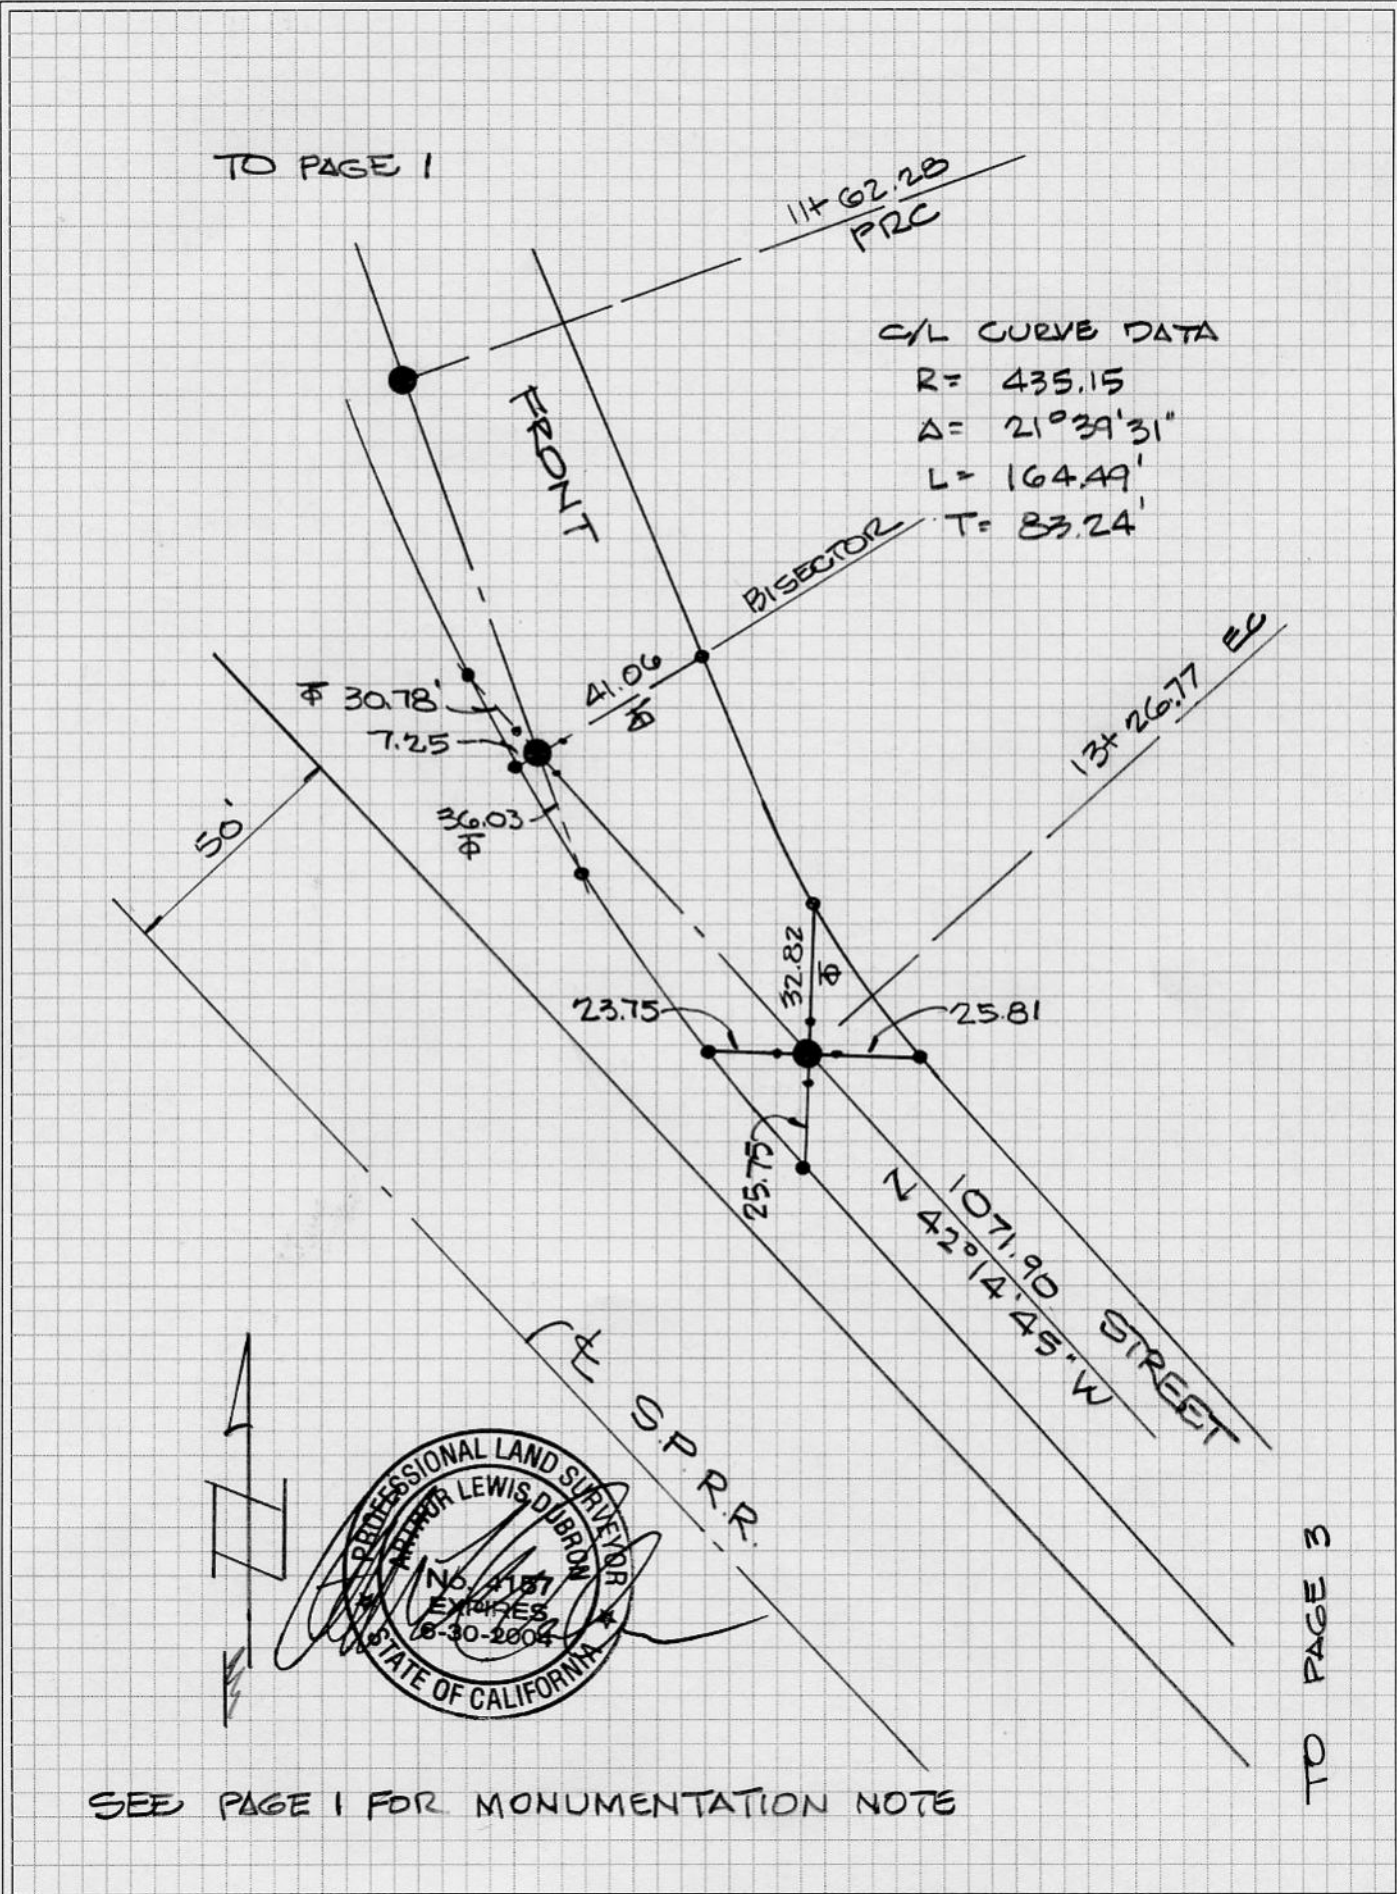 TO PAGE 1
11+ 62.28
PRC
C/L CURVE DATA
R= 435.15
Δ= 21°39'31"
L= 164.49'
T= 83.24'
FRONT
BISECTOR
41.06
30.78'
7.25
36.03
50'
13+ 26.77 EC
32.82
23.75
25.81
25.75
1071.90
N 42°14'45" W
STREET
℄ S.P.R.R.
PROFESSIONAL LAND SURVEYOR
ARTHUR LEWIS DUBRON
No. 4157
EXPIRES
6-30-2004
STATE OF CALIFORNIA
N
TO PAGE 3
SEE PAGE 1 FOR MONUMENTATION NOTE